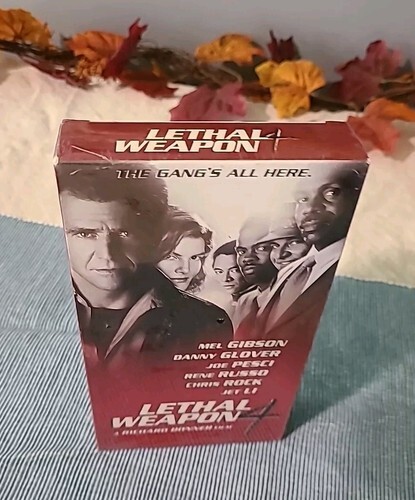 LETHAL
WEAPON 4
THE GANG'S ALL HERE.
MEL GIBSON
DANNY GLOVER
JOE PESCI
RENE RUSSO
CHRIS ROCK
JET LI
LETHAL
WEAPON 4
A RICHARD DONNER FILM